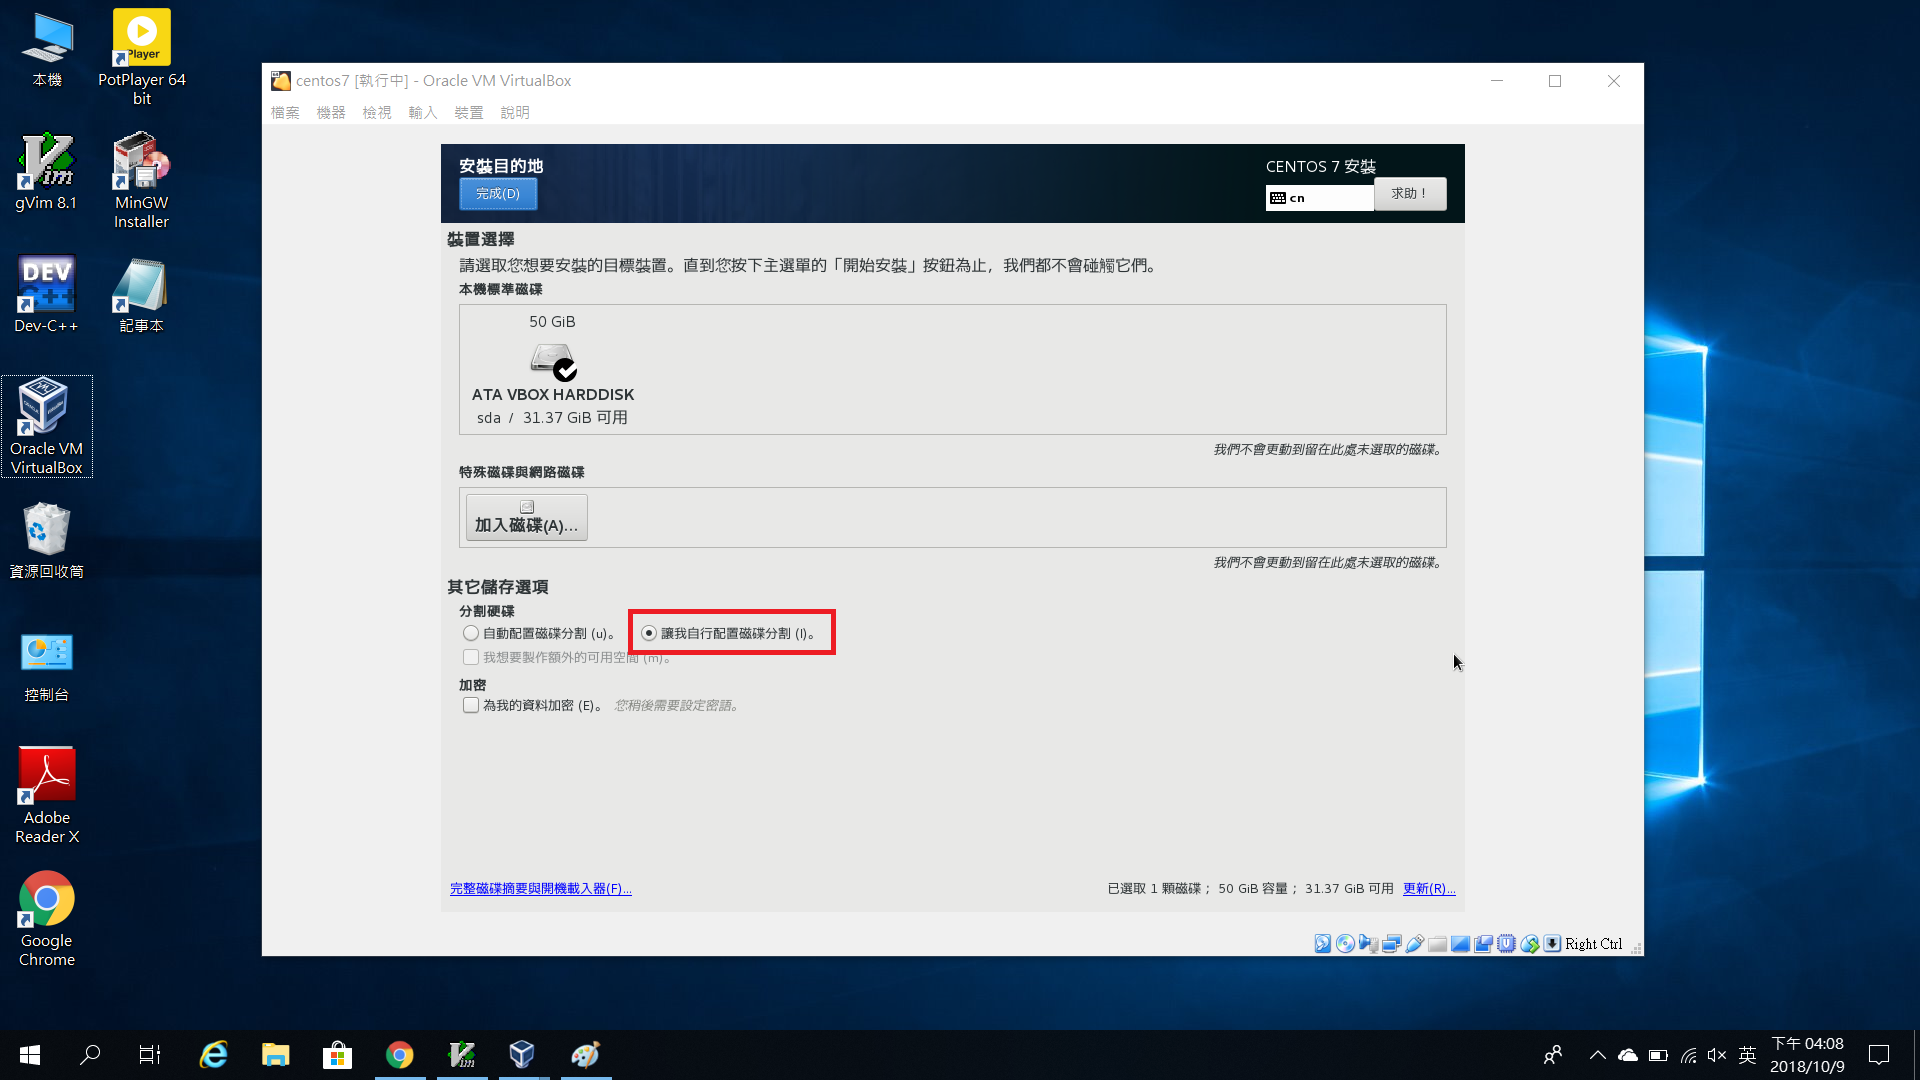 本機
PotPlayer 64
bit
gVim 8.1
MinGW
Installer
Dev-C++
記事本
Oracle VM
VirtualBox
資源回收筒
控制台
Adobe
Reader X
Google
Chrome
centos7 [執行中] - Oracle VM VirtualBox
檔案 機器 檢視 輸入 裝置 說明
安裝目的地
CENTOS 7 安裝
完成(D)
cn
求助！
裝置選擇
請選取您想要安裝的目標裝置。直到您按下主選單的「開始安裝」按鈕為止，我們都不會碰觸它們。
本機標準磁碟
50 GiB
ATA VBOX HARDDISK
sda / 31.37 GiB 可用
我們不會更動到留在此處未選取的磁碟。
特殊磁碟與網路磁碟
加入磁碟(A)...
我們不會更動到留在此處未選取的磁碟。
其它儲存選項
分割硬碟
自動配置磁碟分割 (u)。 讓我自行配置磁碟分割 (I)。
我想要製作額外的可用空間 (m)。
加密
為我的資料加密 (E)。 您稍後需要設定密語。
完整磁碟摘要與開機載入器(F)...
已選取 1 顆磁碟； 50 GiB 容量； 31.37 GiB 可用 更新(R)...
Right Ctrl
英
下午 04:08
2018/10/9